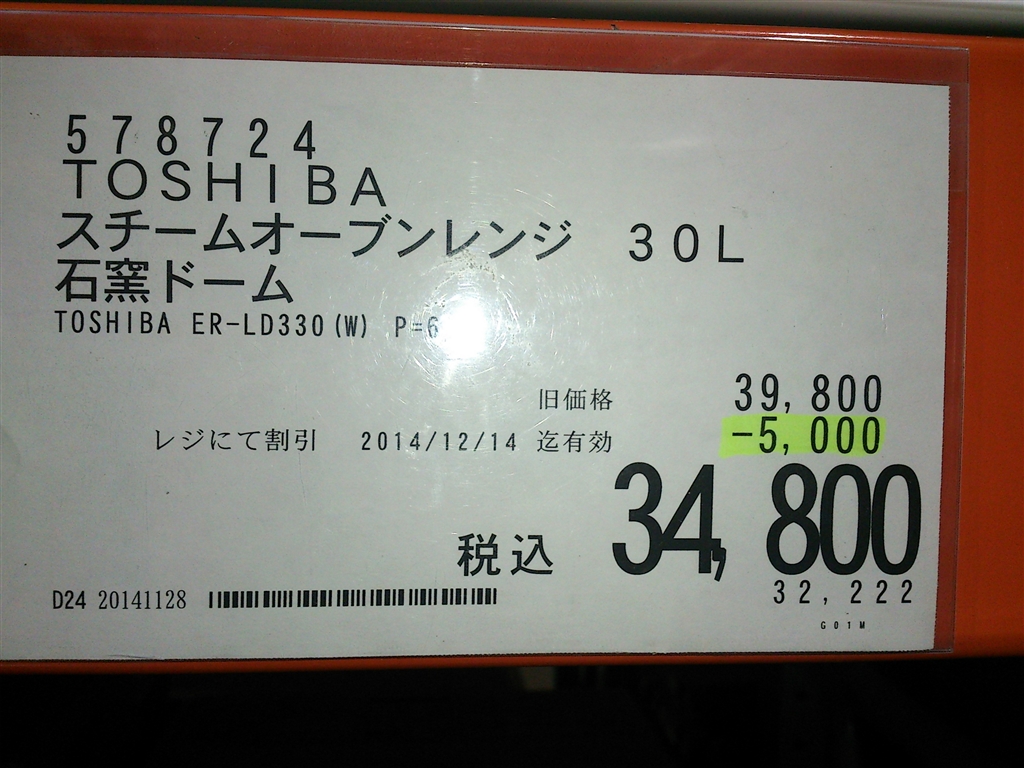 578724
TOSHIBA
スチームオーブンレンジ 30L
石窯ドーム
TOSHIBA ER-LD330(W) P=6
旧価格 39,800
レジにて割引 2014/12/14 迄有効 -5,000
税込 34,800
32,222
D24 20141128
G01M